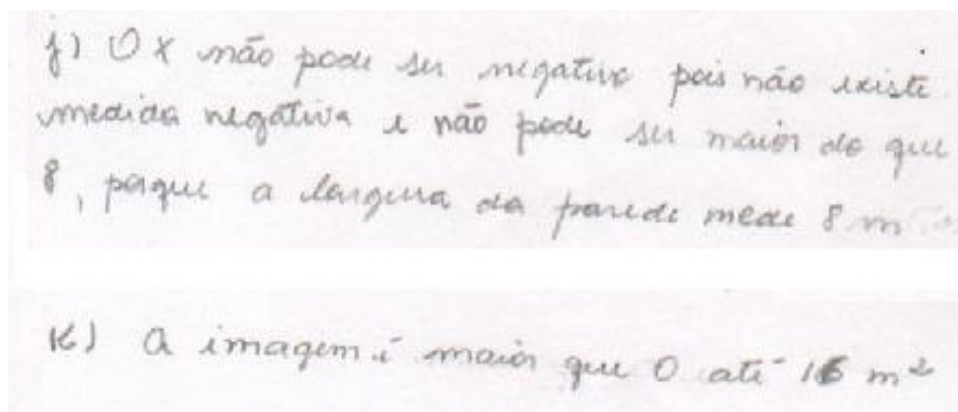 j) O x não pode ser negativo pois não existe
medida negativa e não pode ser maior do que
8, porque a largura da parede mede 8 m
K) A imagem é maior que 0 até 16 m²